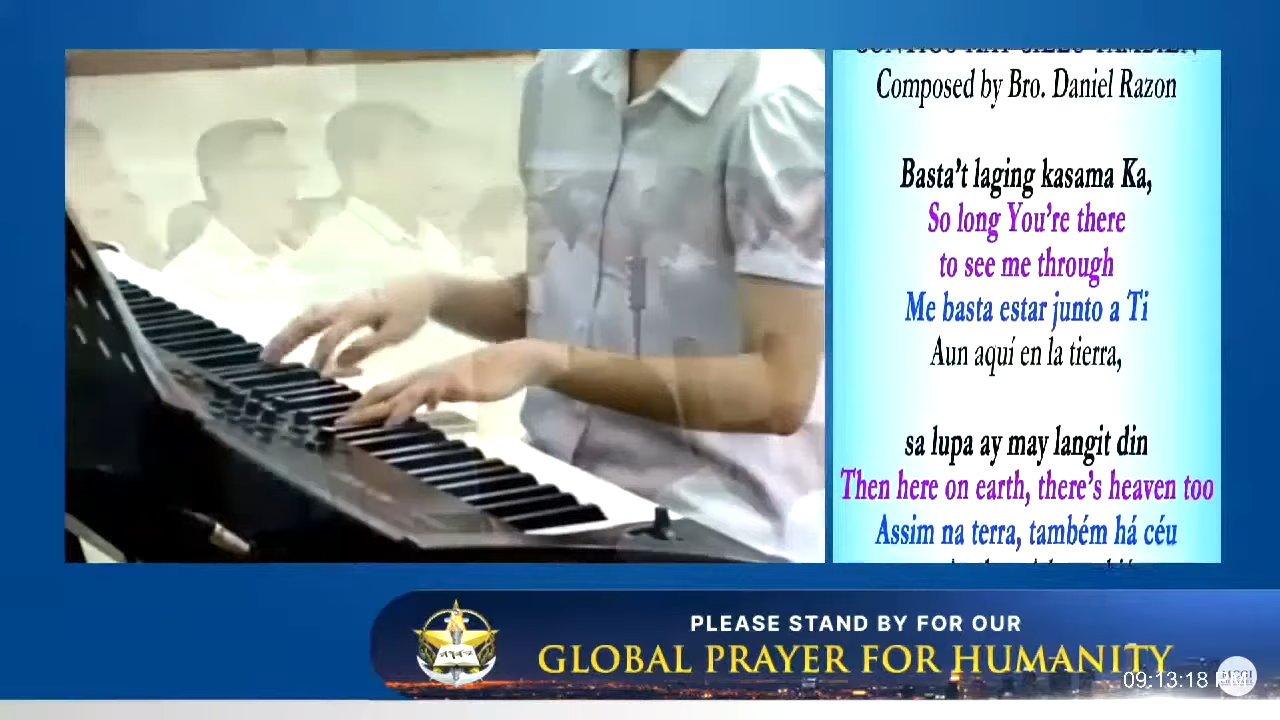 Composed by Bro. Daniel Razon
Basta't laging kasama Ka,
So long You're there
to see me through
Me basta estar junto a Ti
Aun aquí en la tierra,
sa lupa ay may langit din
Then here on earth, there's heaven too
Assim na terra, também há céu
PLEASE STAND BY FOR OUR
GLOBAL PRAYER FOR HUMANITY
09:13:18 PM